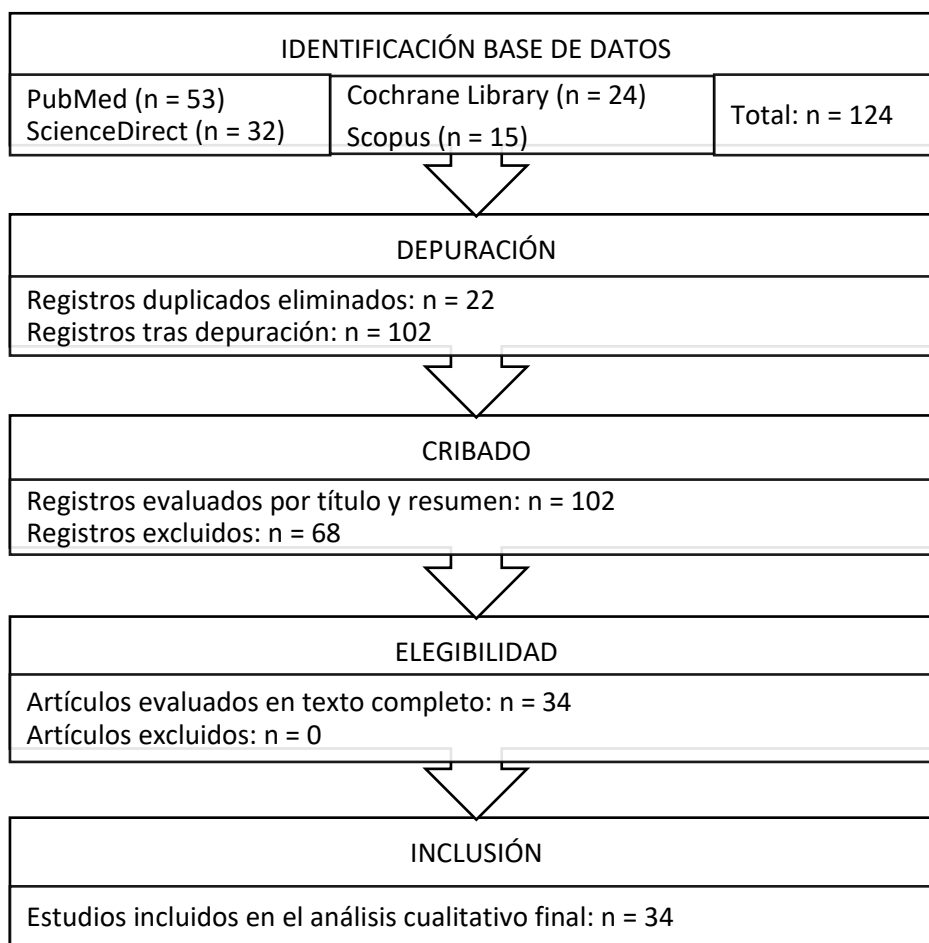 IDENTIFICACIÓN BASE DE DATOS
PubMed (n = 53)
ScienceDirect (n = 32)
Cochrane Library (n = 24)
Scopus (n = 15)
Total: n = 124
DEPURACIÓN
Registros duplicados eliminados: n = 22
Registros tras depuración: n = 102
CRIBADO
Registros evaluados por título y resumen: n = 102
Registros excluidos: n = 68
ELEGIBILIDAD
Artículos evaluados en texto completo: n = 34
Artículos excluidos: n = 0
INCLUSIÓN
Estudios incluidos en el análisis cualitativo final: n = 34